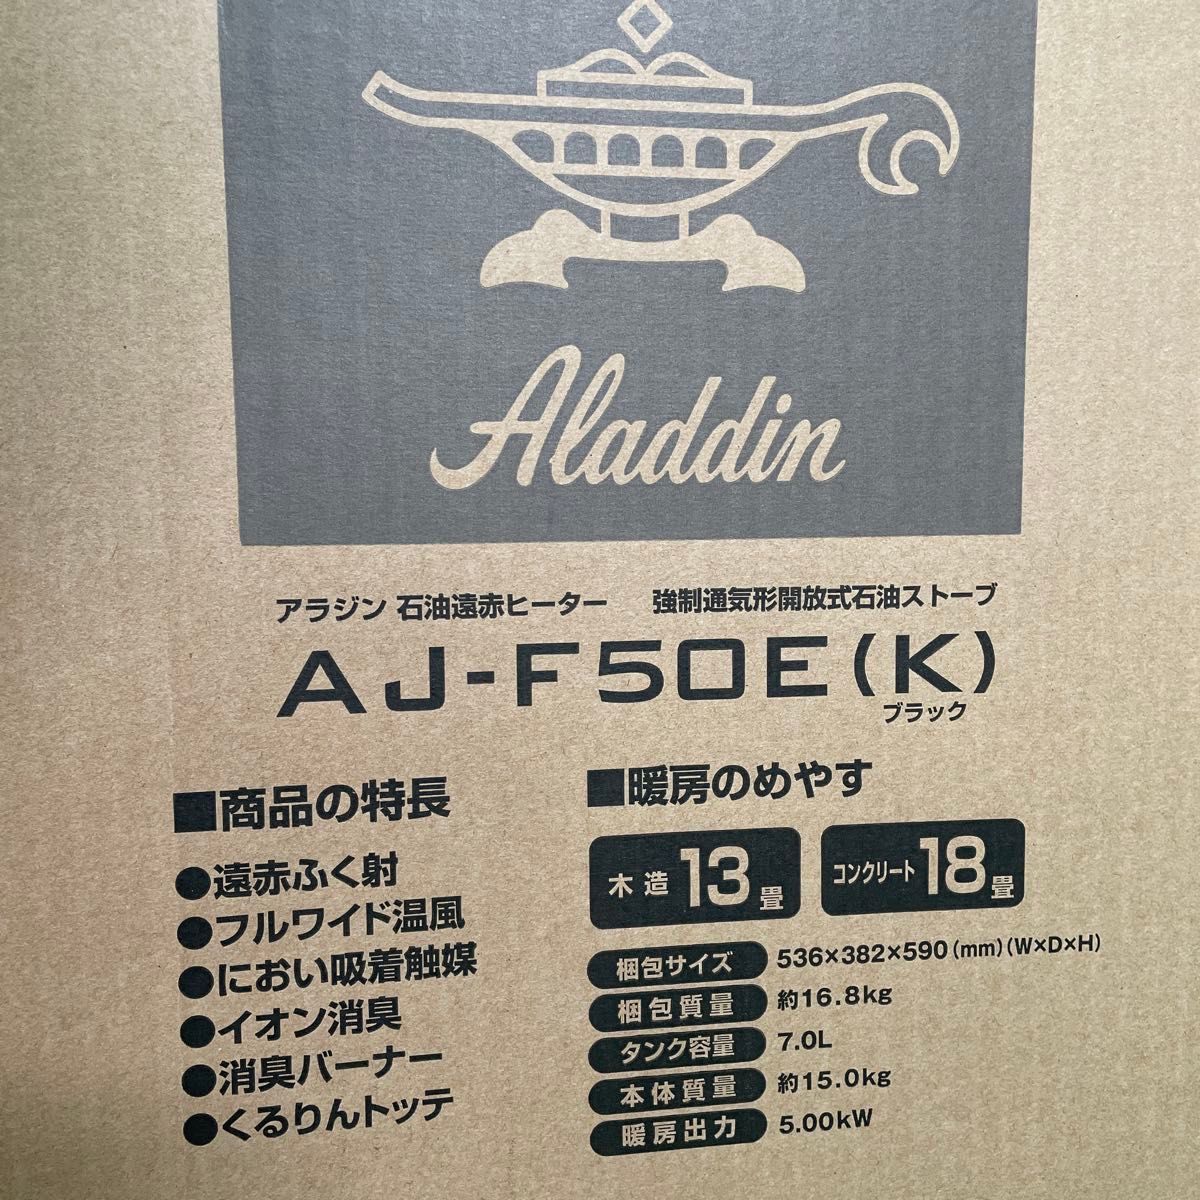 Aladdin
アラジン 石油遠赤ヒーター 強制通気形開放式石油ストーブ
AJ-F50E(K)
ブラック
■商品の特長
●遠赤ふく射
●フルワイド温風
●におい吸着触媒
●イオン消臭
●消臭バーナー
●くるりんトッテ
■暖房のめやす
木造13畳 コンクリート18畳
梱包サイズ 536×382×590(mm)(W×D×H)
梱包質量 約16.8kg
タンク容量 7.0L
本体質量 約15.0kg
暖房出力 5.00kW